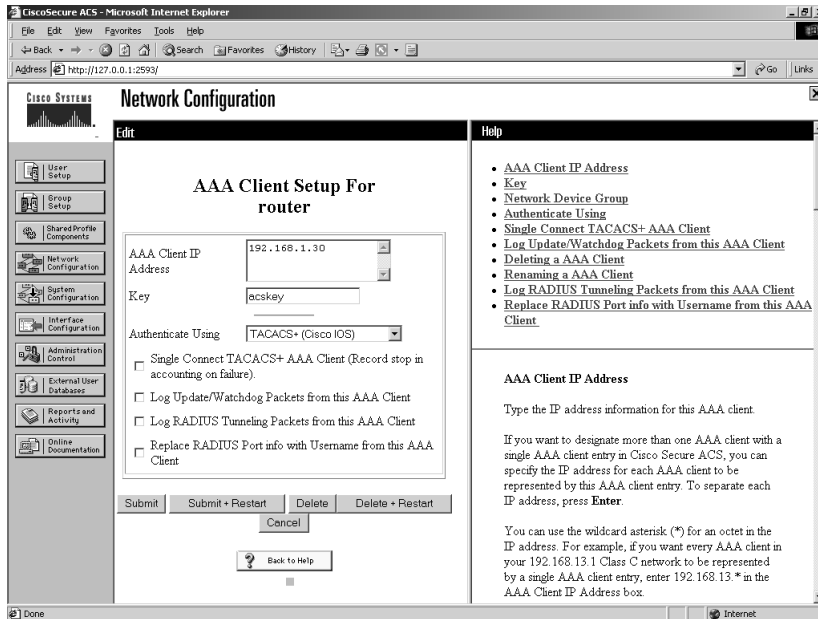 CiscoSecure ACS - Microsoft Internet Explorer
File Edit View Favorites Tools Help
Back Search Favorites History
Address http://127.0.0.1:2593/ Go Links
CISCO SYSTEMS
Network Configuration
Edit
User
Setup
Group
Setup
Shared Profile
Components
Network
Configuration
System
Configuration
Interface
Configuration
Administration
Control
External User
Databases
Reports and
Activity
Online
Documentation
AAA Client Setup For
router
AAA Client IP
Address
192.168.1.30
Key acskey
Authenticate Using TACACS+ (Cisco IOS)
Single Connect TACACS+ AAA Client (Record stop in
accounting on failure).
Log Update/Watchdog Packets from this AAA Client
Log RADIUS Tunneling Packets from this AAA Client
Replace RADIUS Port info with Username from this AAA
Client
Submit Submit + Restart Delete Delete + Restart
Cancel
Back to Help
Help
AAA Client IP Address
Key
Network Device Group
Authenticate Using
Single Connect TACACS+ AAA Client
Log Update/Watchdog Packets from this AAA Client
Deleting a AAA Client
Renaming a AAA Client
Log RADIUS Tunneling Packets from this AAA Client
Replace RADIUS Port info with Username from this AAA
Client
AAA Client IP Address
Type the IP address information for this AAA client.
If you want to designate more than one AAA client with a
single AAA client entry in Cisco Secure ACS, you can
specify the IP address for each AAA client to be
represented by this AAA client entry. To separate each
IP address, press Enter.
You can use the wildcard asterisk (*) for an octet in the
IP address. For example, if you want every AAA client in
your 192.168.13.1 Class C network to be represented
by a single AAA client entry, enter 192.168.13.* in the
AAA Client IP Address box.
Done Internet